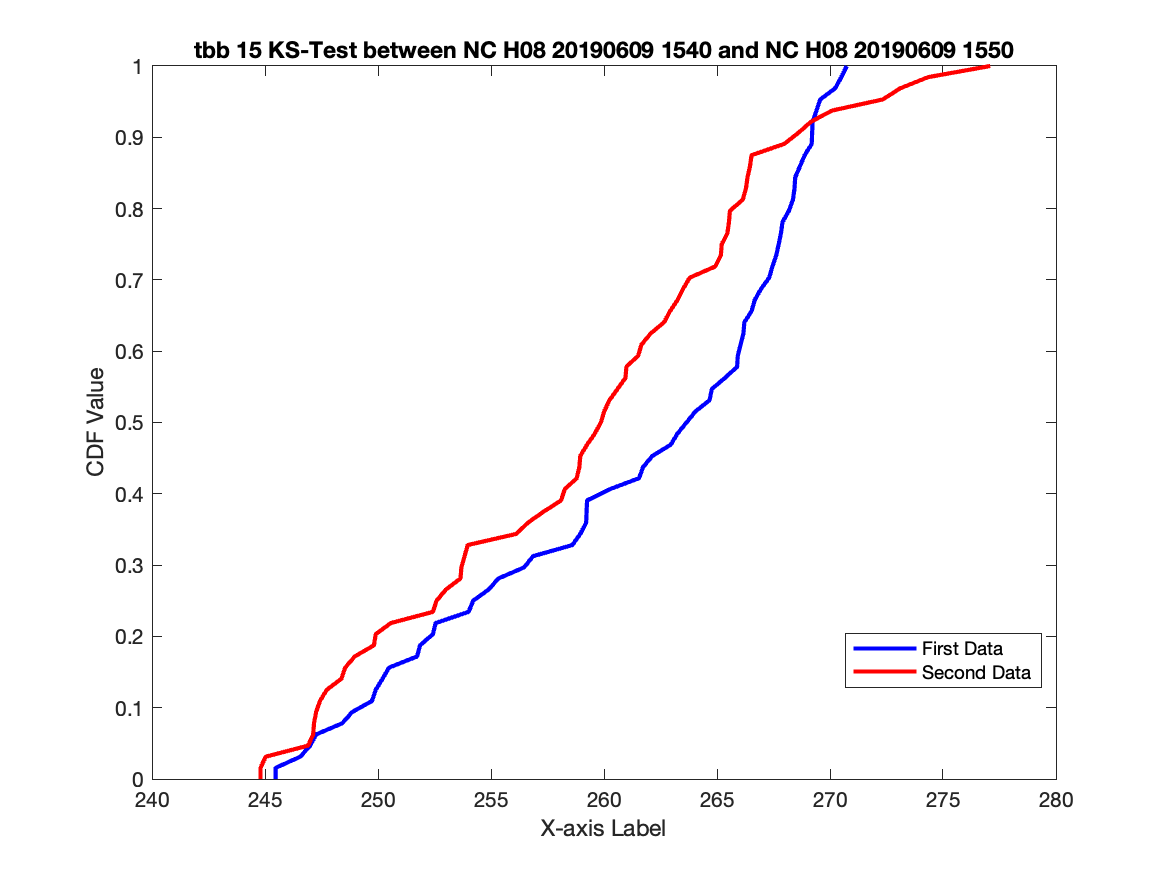 tbb 15 KS-Test between NC H08 20190609 1540 and NC H08 20190609 1550
1
0.9
0.8
0.7
0.6
0.5
0.4
0.3
0.2
0.1
0
CDF Value
First Data
Second Data
240 245 250 255 260 265 270 275 280
X-axis Label